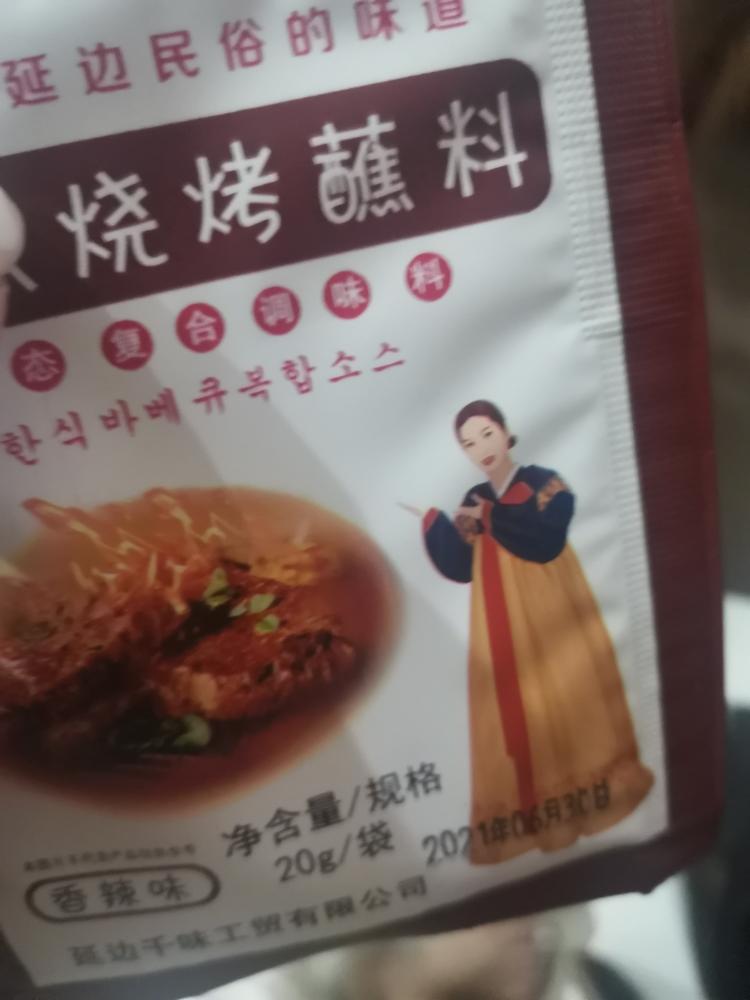 延边民俗的味道
烧烤蘸料
态复合调味料
한식바베큐복합소스
净含量/规格
20g/袋
2021年06月30日
香辣味
延边千味工贸有限公司